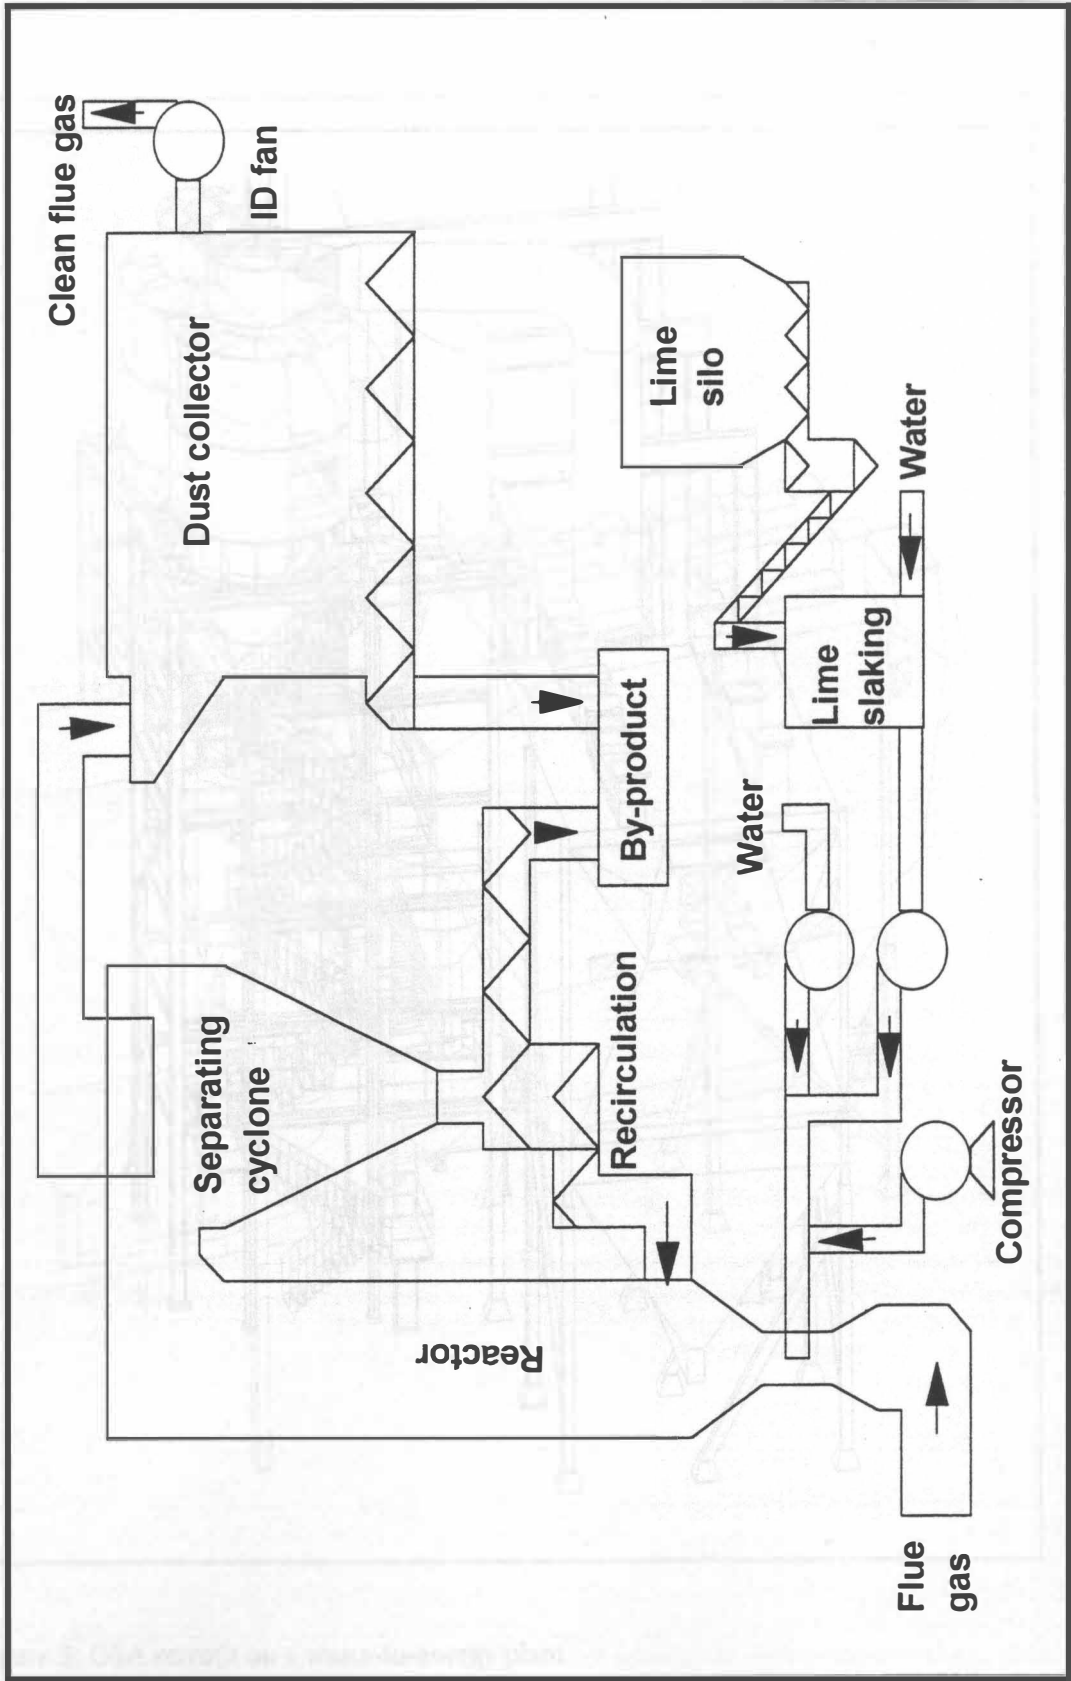 Clean flue gas
ID fan
Dust collector
Lime
silo
Water
Lime
slaking
By-product
Water
Separating
cyclone
Recirculation
Compressor
Reactor
Flue
gas